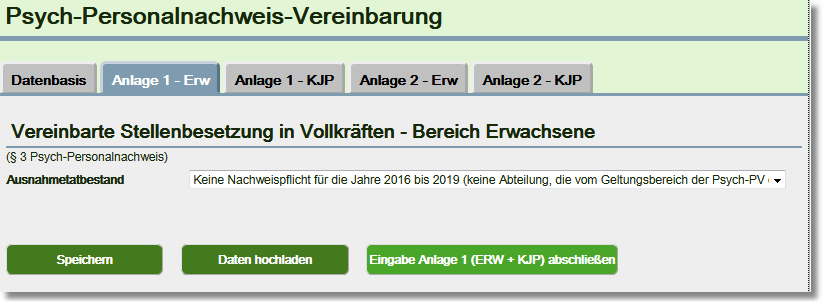 Psych-Personalnachweis-Vereinbarung
Datenbasis Anlage 1 - Erw Anlage 1 - KJP Anlage 2 - Erw Anlage 2 - KJP
Vereinbarte Stellenbesetzung in Vollkräften - Bereich Erwachsene
(§ 3 Psych-Personalnachweis)
Ausnahmetatbestand Keine Nachweispflicht für die Jahre 2016 bis 2019 (keine Abteilung, die vom Geltungsbereich der Psych-PV
Speichern Daten hochladen Eingabe Anlage 1 (ERW + KJP) abschließen